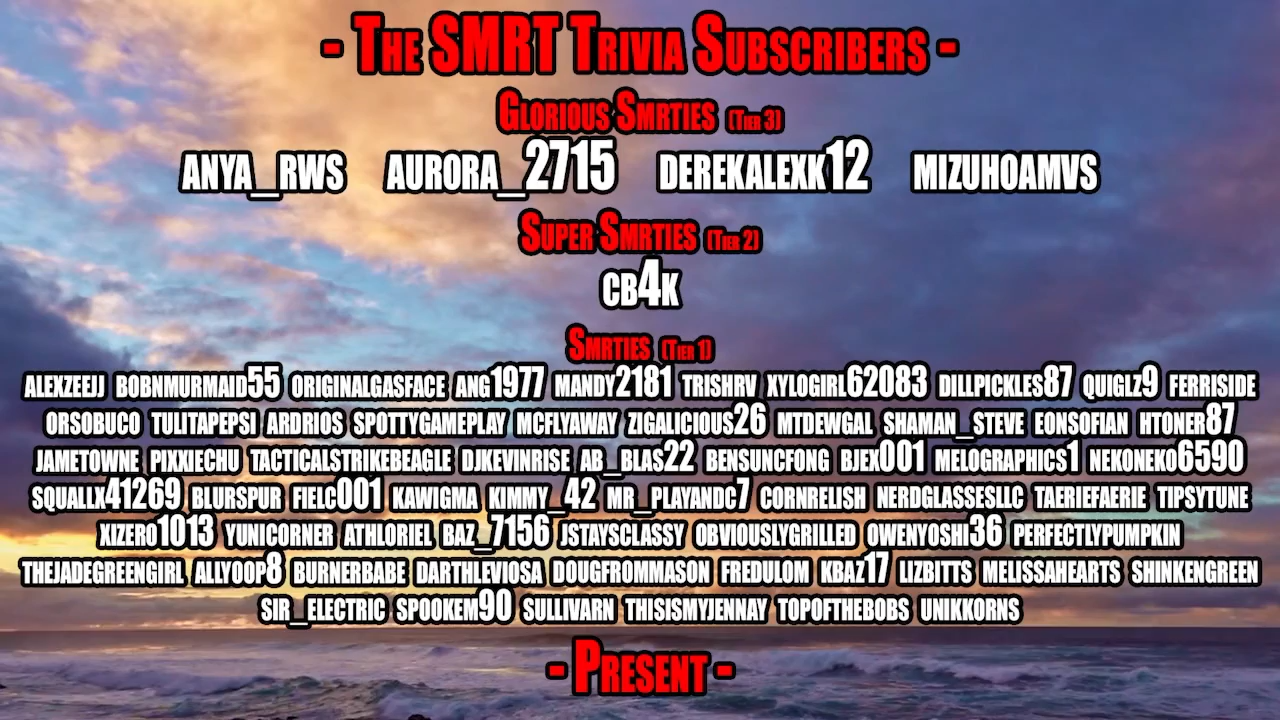 - The SMRT Trivia Subscribers -
Glorious Smrties (Tier 3)
ANYA_RWS AURORA_2715 DEREKALEXK12 MIZUHOAMVS
Super Smrties (Tier 2)
CB4K
Smrties (Tier 1)
ALEXZEEJJ BOBNMURMAID55 ORIGINALGASFACE ANG1977 MANDY2181 TRISHRV XYLOGIRL62083 DILLPICKLES87 QUIGLZ9 FERRISIDE
ORSOBUCO TULITAPEPSI ARDRIOS SPOTTYGAMEPLAY MCFLYAWAY ZIGALICIOUS26 MTDEWGAL SHAMAN_STEVE EONSOFIAN HTONER87
JAMETOWNE PIXXIECHU TACTICALSTRIKEBEAGLE DJKEVINRISE AB_BLAS22 BENSUNCFONG BJEX001 MELOGRAPHICS1 NEKONEKO6590
SQUALLX41269 BLURSPUR FIELC001 KAWIGMA KIMMY_42 MR_PLAYANDC7 CORNRELISH NERDGLASSESLLC TAERIEFAERIE TIPSYTUNE
XIZERO1013 YUNICORNER ATHLORIEL BAZ_7156 JSTAYSCLASSY OBVIOUSLYGRILLED OWENYOSHI36 PERFECTLYPUMPKIN
THEJADEGREENGIRL ALLYOOP8 BURNERBABE DARTHLEVIOSA DOUGFROMMASON FREDULOM KBAZ17 LIZBITTS MELISSAHEARTS SHINKENGREEN
SIR_ELECTRIC SPOOKEM90 SULLIVARN THISISMYJENNAY TOPOFTHEBOBS UNIKKORNS
- Present -